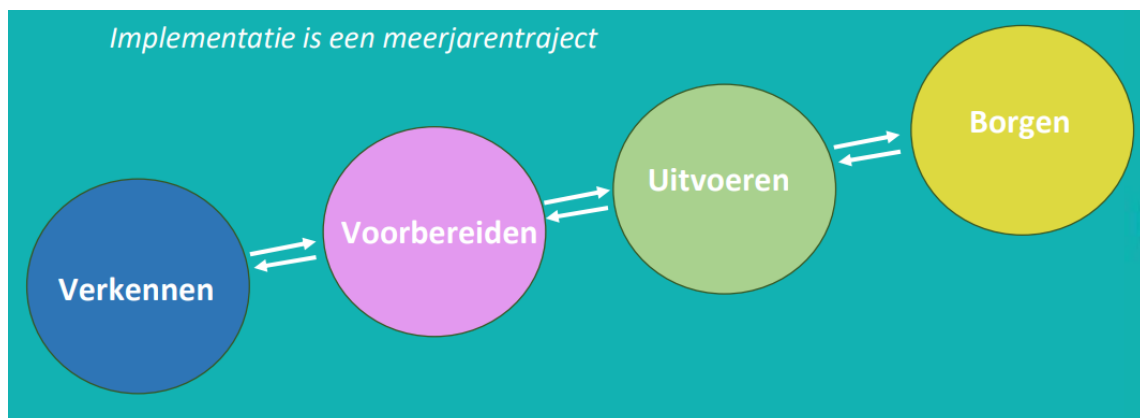 Implementatie is een meerjarentraject
Verkennen
Voorbereiden
Uitvoeren
Borgen